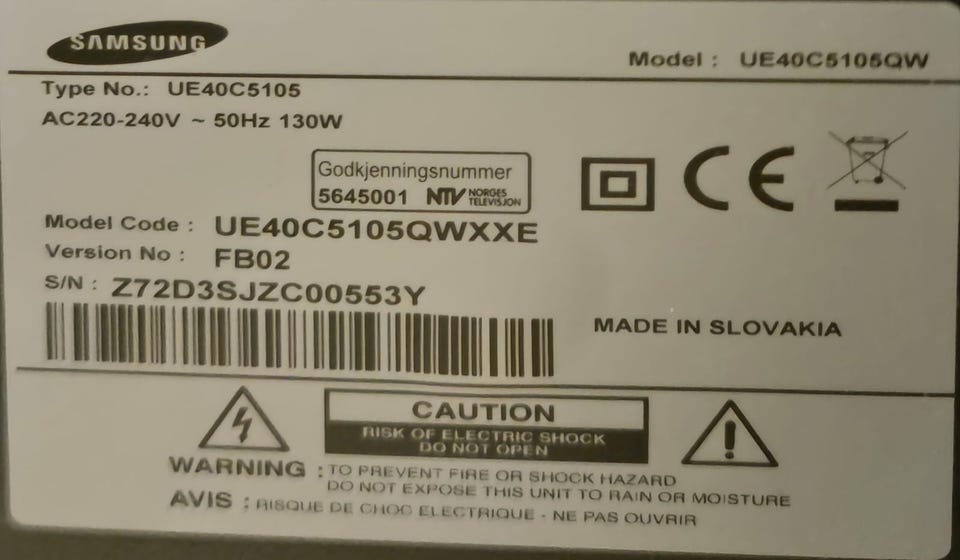 SAMSUNG
Model : UE40C5105QW
Type No.: UE40C5105
AC220-240V ~ 50Hz 130W
Godkjenningsnummer
5645001 NTV NORGES TELEVISJON
CE
Model Code : UE40C5105QWXXE
Version No : FB02
S/N : Z72D3SJZC00553Y
MADE IN SLOVAKIA
CAUTION
RISK OF ELECTRIC SHOCK
DO NOT OPEN
WARNING : TO PREVENT FIRE OR SHOCK HAZARD
DO NOT EXPOSE THIS UNIT TO RAIN OR MOISTURE
AVIS : RISQUE DE CHOC ELECTRIQUE - NE PAS OUVRIR